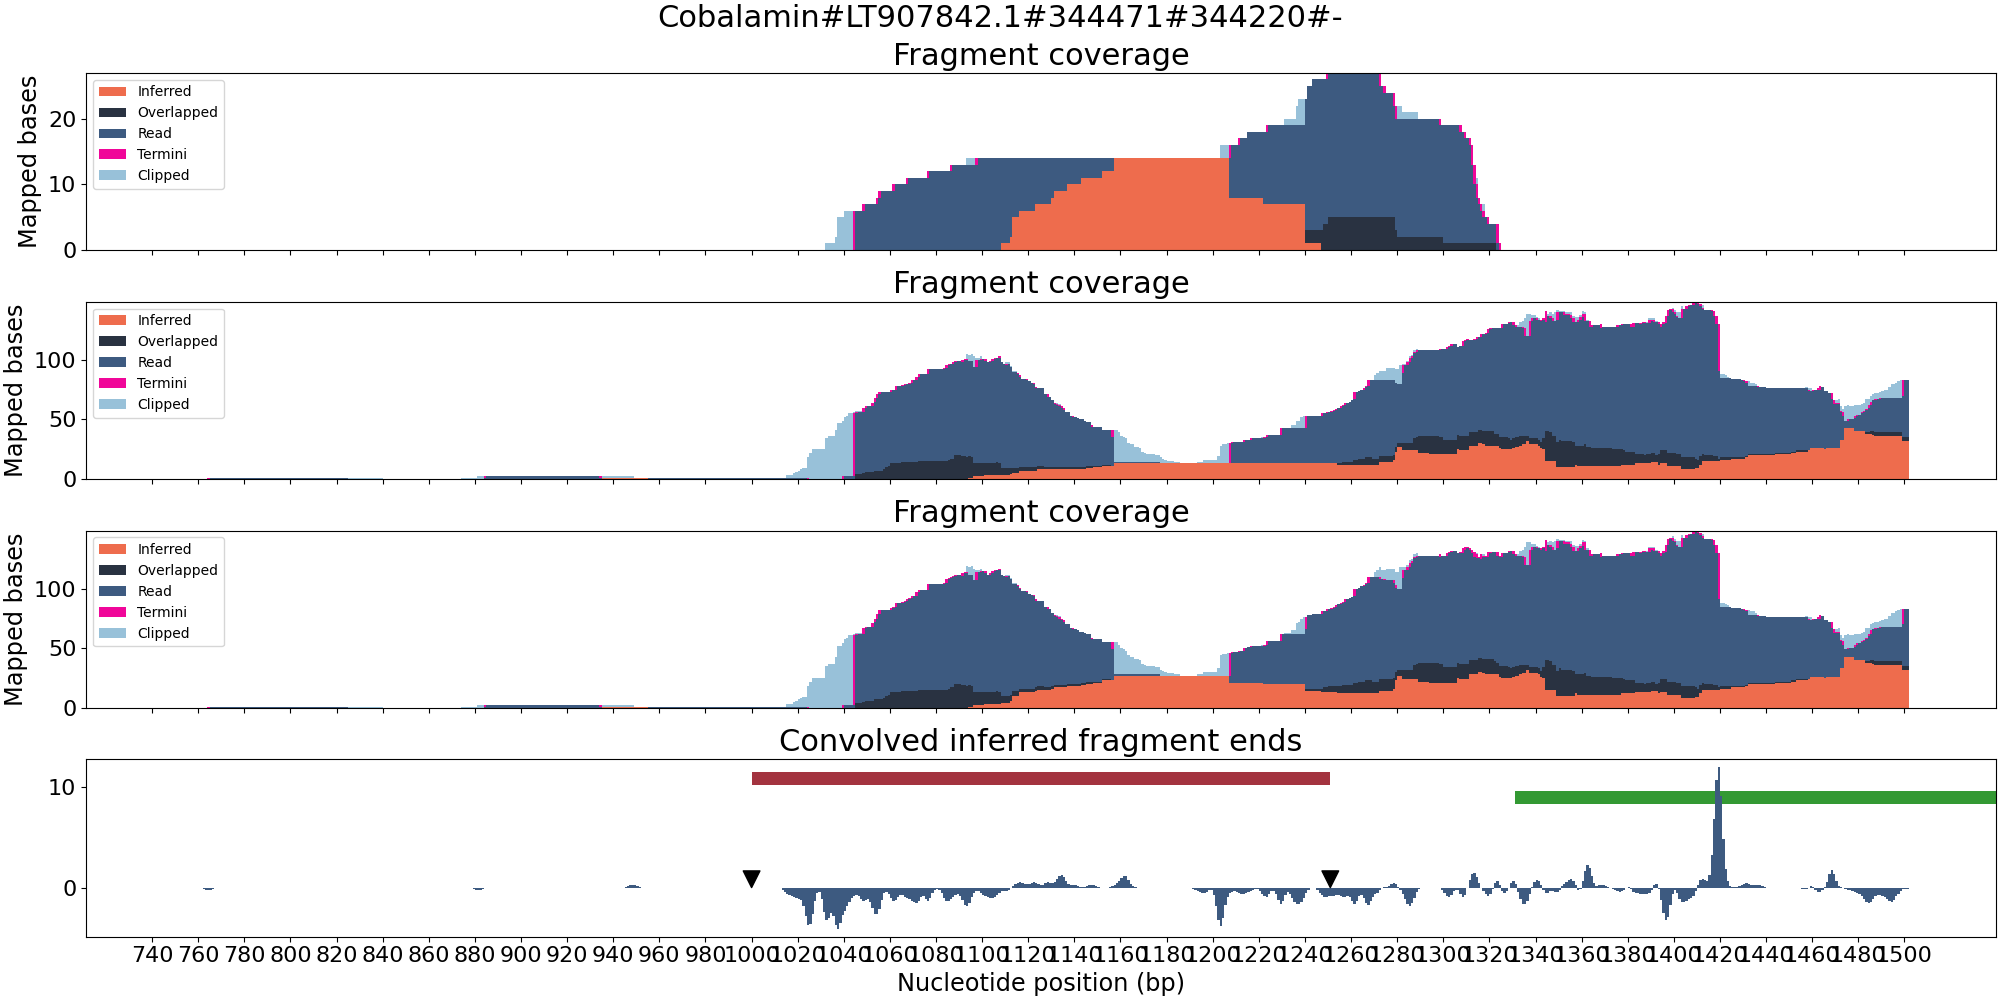 Cobalamin#LT907842.1#344471#344220#-
Fragment coverage
Mapped bases
20
10
0
Inferred
Overlapped
Read
Termini
Clipped
Fragment coverage
Mapped bases
100
50
0
Inferred
Overlapped
Read
Termini
Clipped
Fragment coverage
Mapped bases
100
50
0
Inferred
Overlapped
Read
Termini
Clipped
Convolved inferred fragment ends
10
0
740 760 780 800 820 840 860 880 900 920 940 960 980 1000 1020 1040 1060 1080 1100 1120 1140 1160 1180 1200 1220 1240 1260 1280 1300 1320 1340 1360 1380 1400 1420 1440 1460 1480 1500
Nucleotide position (bp)